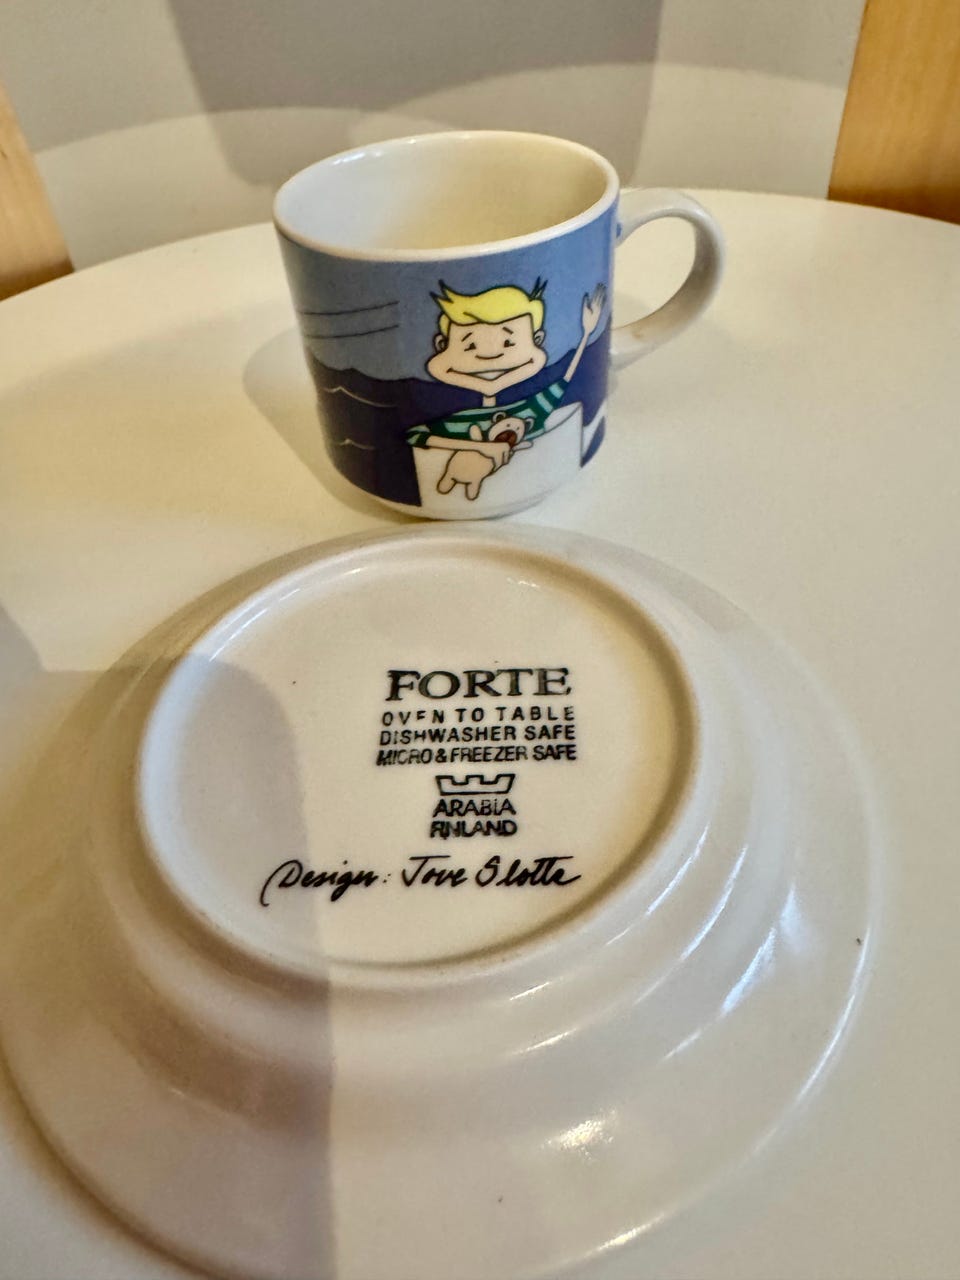 FORTE
OVEN TO TABLE
DISHWASHER SAFE
MICRO & FREEZER SAFE
ARABIA
FINLAND
Design: Tove Slotte